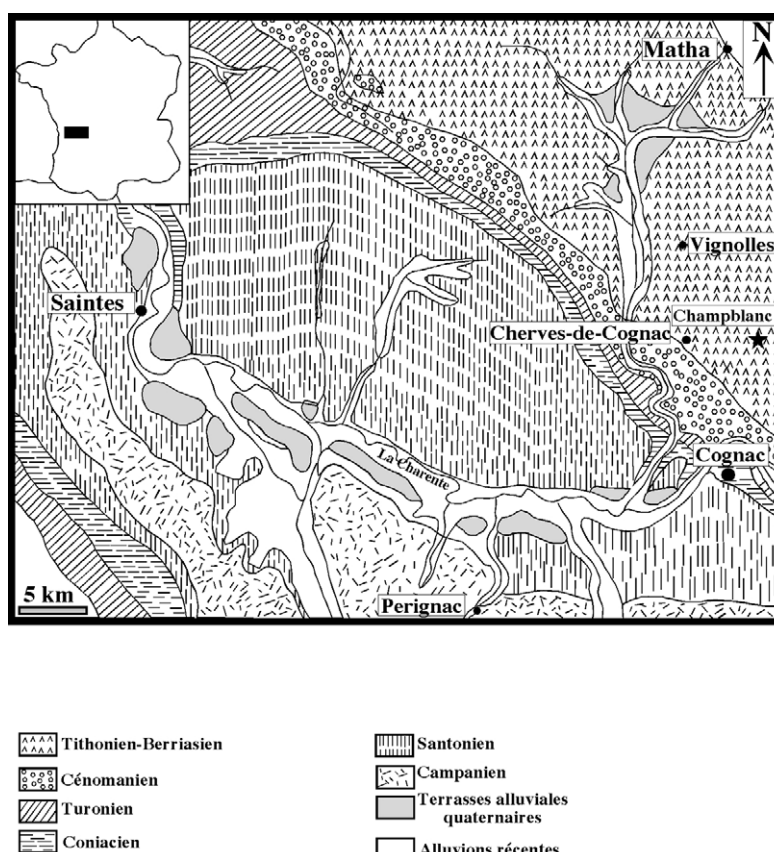 Matha
N
Vignolles
Saintes
Champblanc
Cherves-de-Cognac
Cognac
La Charente
5 km
Perignac
Tithonien-Berriasien
Cénomanien
Turonien
Coniacien
Santonien
Campanien
Terrasses alluviales
quaternaires
Alluvions récentes